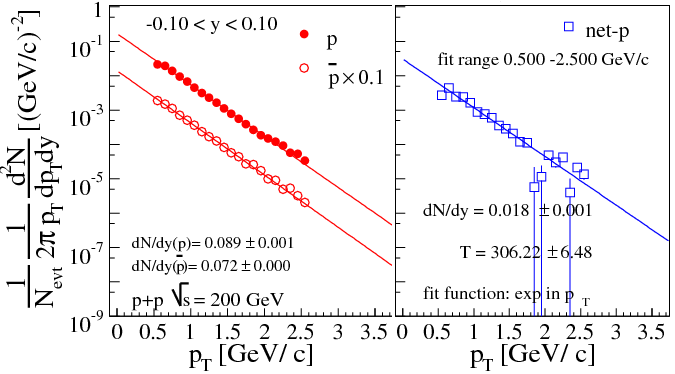 1/N_evt 1/2π p_T d²N/dp_Tdy [(GeV/c)⁻²]
1
10⁻¹
10⁻³
10⁻⁵
10⁻⁷
10⁻⁹
-0.10 < y < 0.10
p
p̄ × 0.1
dN/dy(p) = 0.089 ± 0.001
dN/dy(p̄) = 0.072 ± 0.000
p+p √s = 200 GeV
0 0.5 1 1.5 2 2.5 3 3.5
p_T [GeV/ c]
net-p
fit range 0.500 -2.500 GeV/c
dN/dy = 0.018 ± 0.001
T = 306.22 ± 6.48
fit function: exp in p_T
0 0.5 1 1.5 2 2.5 3 3.5
p_T [GeV/ c]